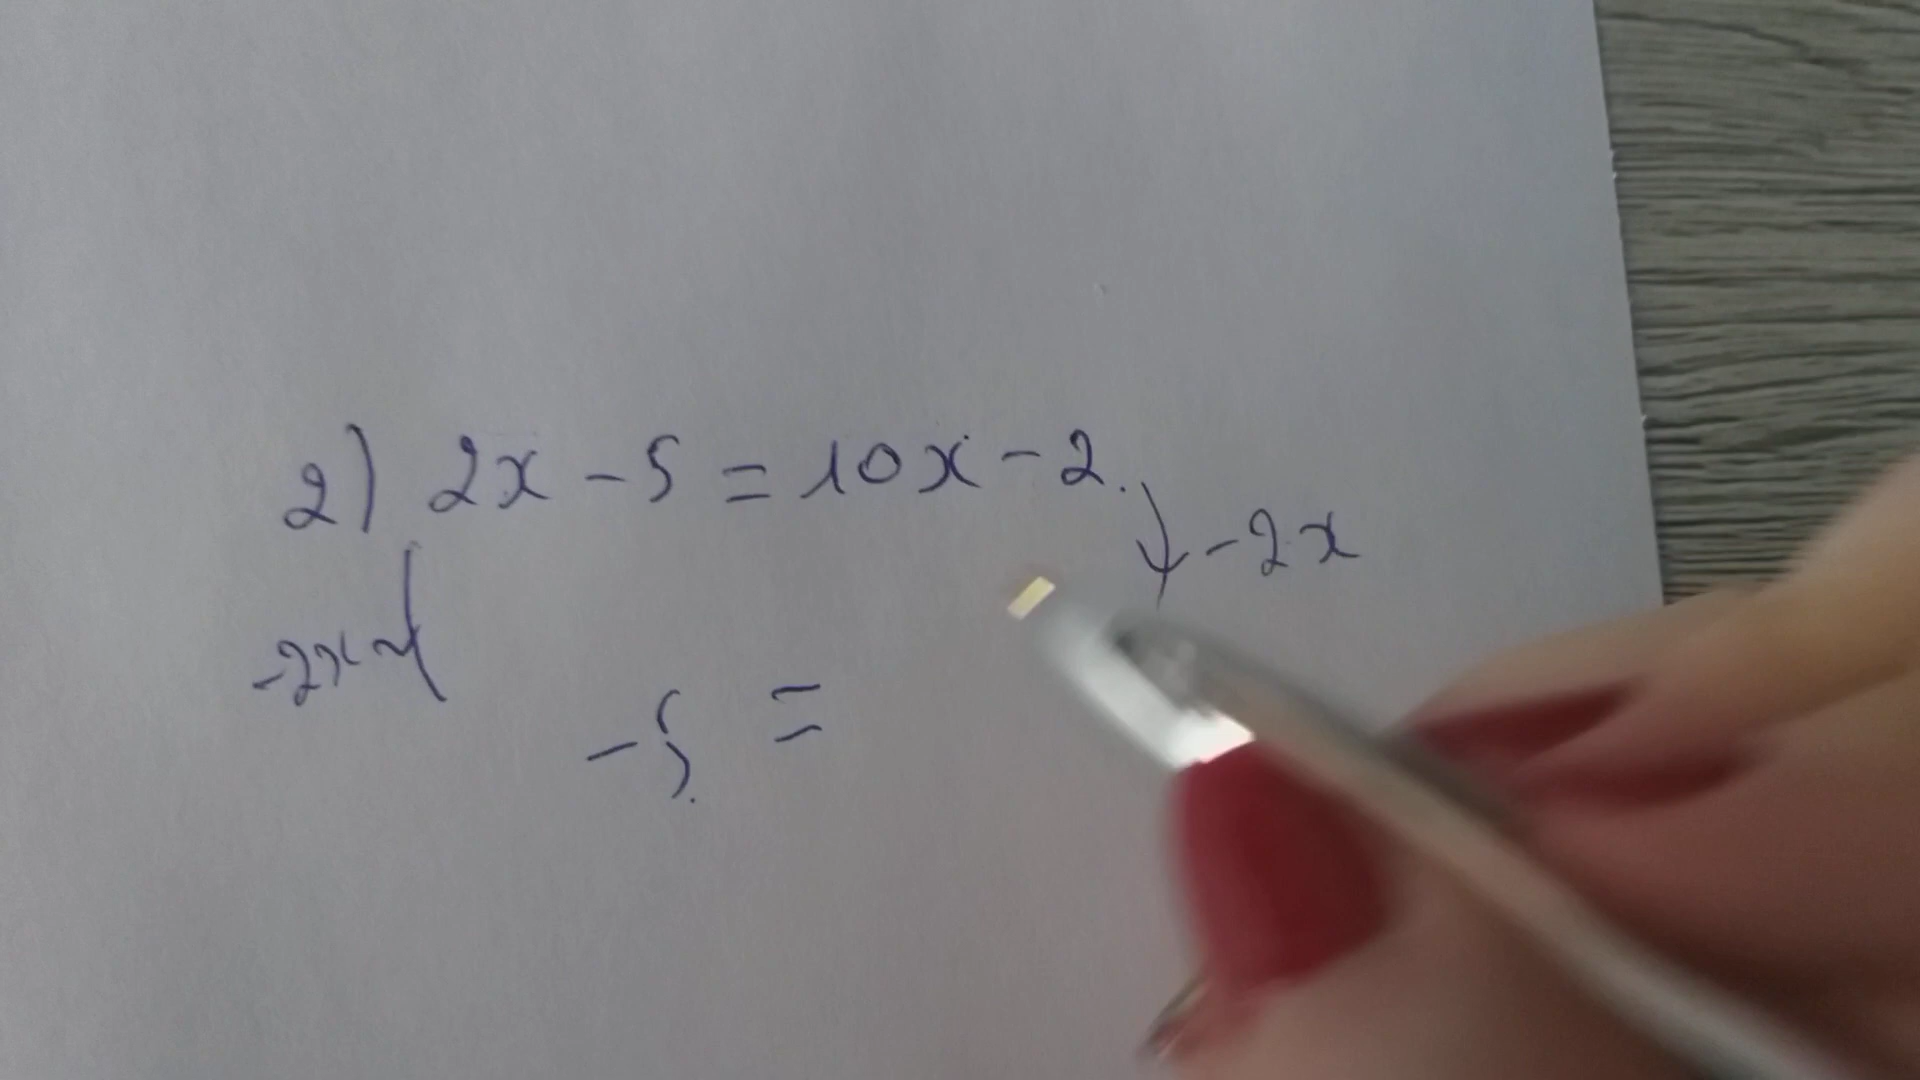 2) 2x - 5 = 10x - 2
-2x
-2x
-5 =